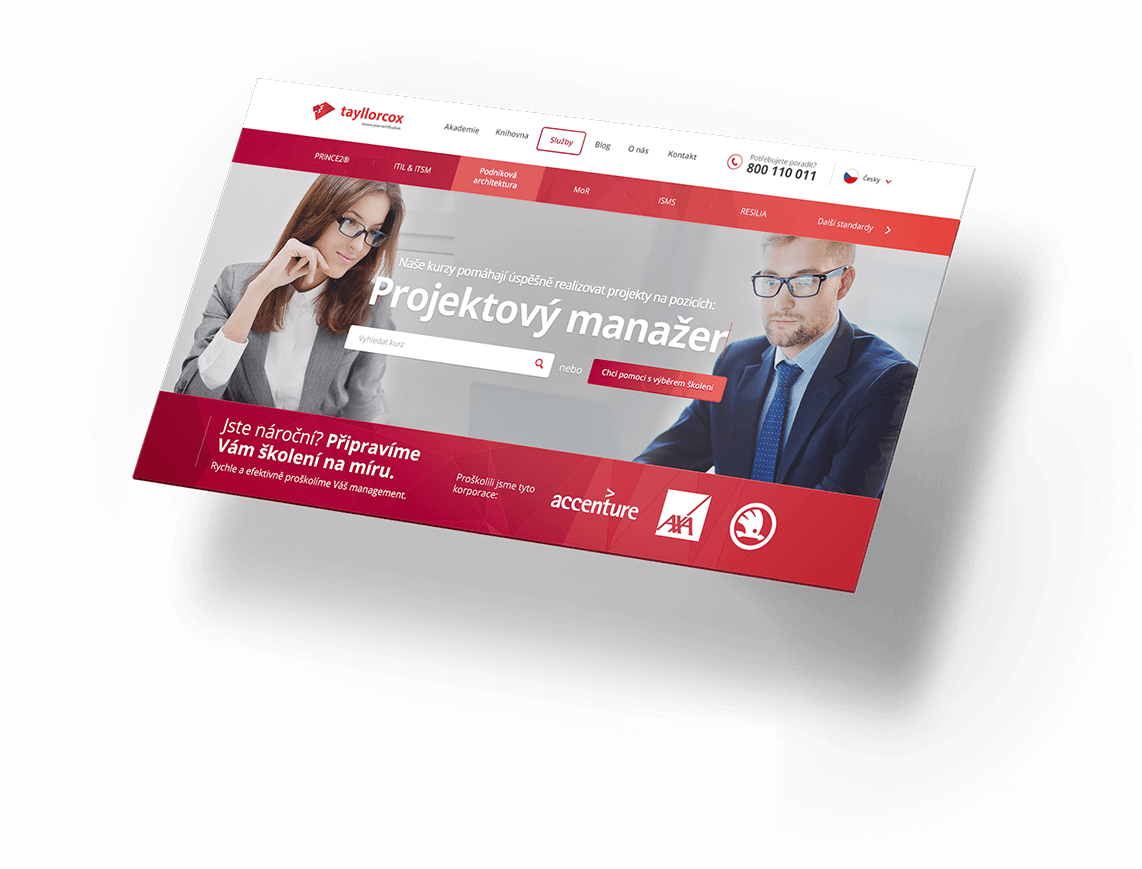 tayllorcox
Akademie
Knihovna
Služby
Blog
O nás
Kontakt
Potřebujete poradit?
800 110 011
Česky
PRINCE2®
ITIL & ITSM
Podniková
architektura
MoR
iSMS
RESILIA
Další standardy
Naše kurzy pomáhají úspěšně realizovat projekty na pozicích:
Projektový manažer
Vyhledat kurz
nebo
Chci pomoci s výběrem školení
Jste nároční? Připravíme
Vám školení na míru.
Rychle a efektivně proškolíme Váš management.
Proškolili jsme tyto
korporace:
accenture
AXA